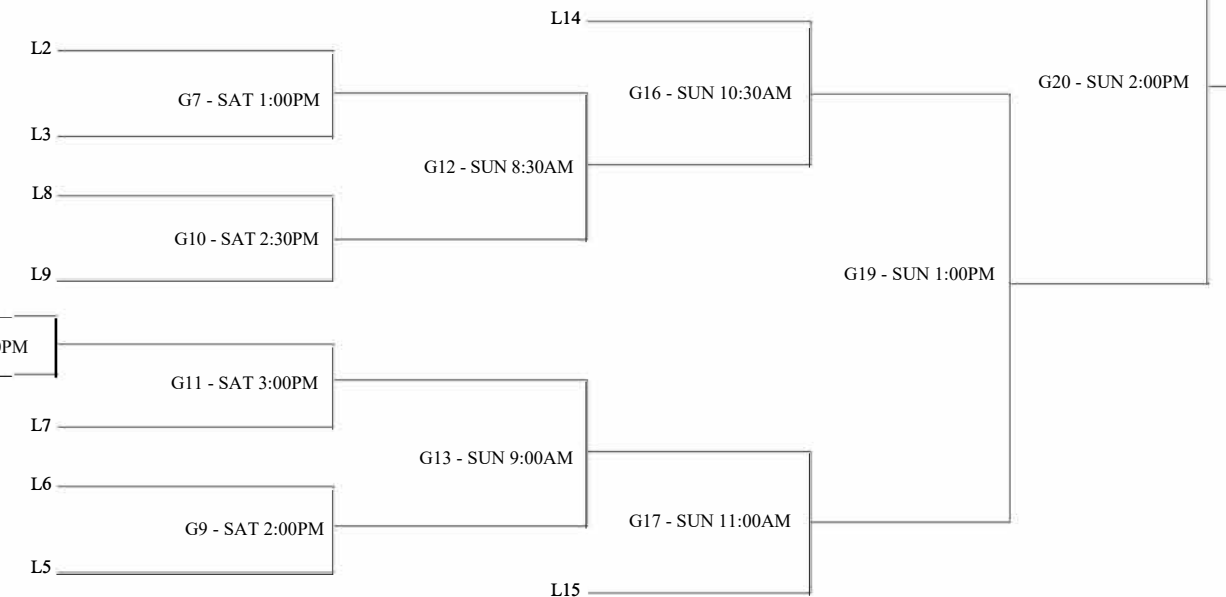 L14
L2
G20 - SUN 2:00PM
G16 - SUN 10:30AM
G7 - SAT 1:00PM
L3
G12 - SUN 8:30AM
L8
G10 - SAT 2:30PM
L9
G19 - SUN 1:00PM
PM
G11 - SAT 3:00PM
L7
G13 - SUN 9:00AM
L6
G17 - SUN 11:00AM
G9 - SAT 2:00PM
L5
L15